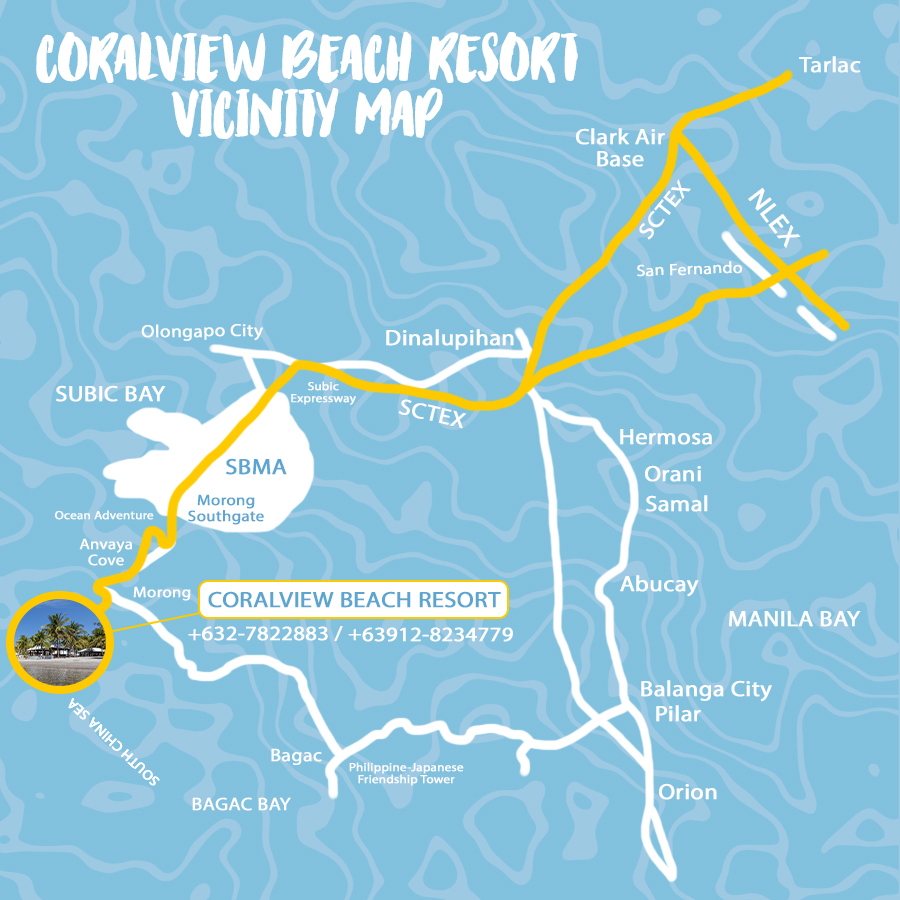 CORALVIEW BEACH RESORT
VICINITY MAP
Tarlac
Clark Air
Base
SCTEX
NLEX
San Fernando
Olongapo City
Dinalupihan
SUBIC BAY
Subic
Expressway
SCTEX
Hermosa
SBMA
Orani
Morong
Southgate
Samal
Ocean Adventure
Anvaya
Cove
Morong
Abucay
CORALVIEW BEACH RESORT
+632-7822883 / +63912-8234779
MANILA BAY
Balanga City
Pilar
SOUTH CHINA SEA
Bagac
Philippine-Japanese
Friendship Tower
Orion
BAGAC BAY